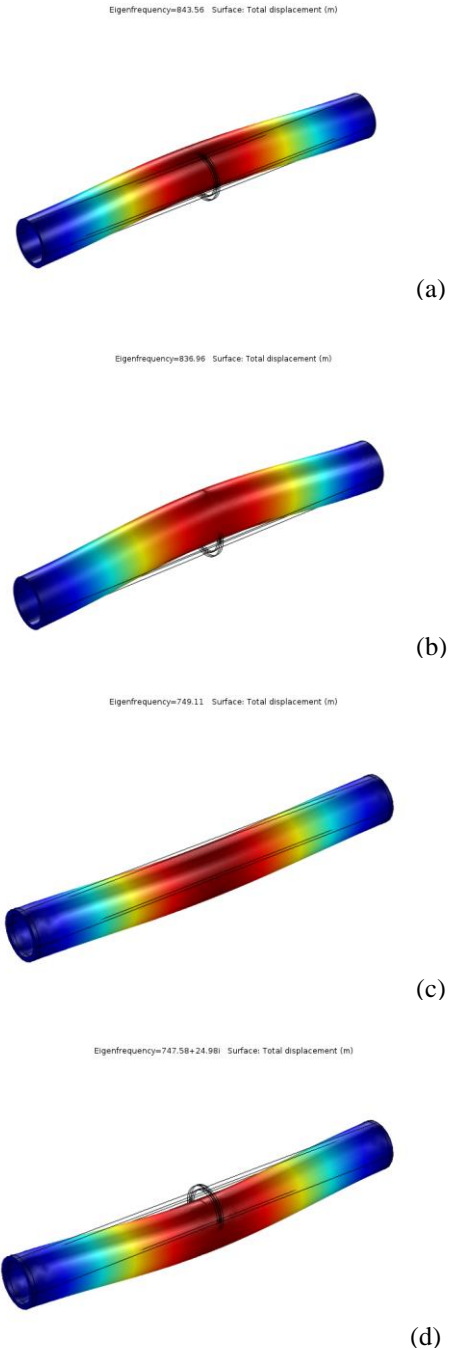 Eigenfrequency=843.56 Surface: Total displacement (m)
(a)
Eigenfrequency=836.96 Surface: Total displacement (m)
(b)
Eigenfrequency=749.11 Surface: Total displacement (m)
(c)
Eigenfrequency=747.58+24.98i Surface: Total displacement (m)
(d)